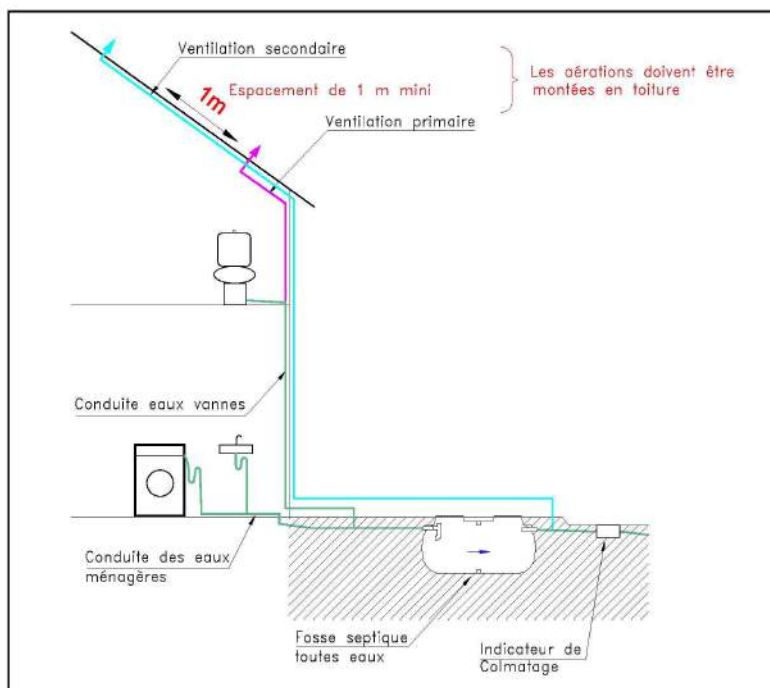 Ventilation secondaire
1m
Espacement de 1 m mini
Les aérations doivent être
montées en toiture
Ventilation primaire
Conduite eaux vannes
Conduite des eaux
ménagères
Fosse septique
toutes eaux
Indicateur de
Colmatage